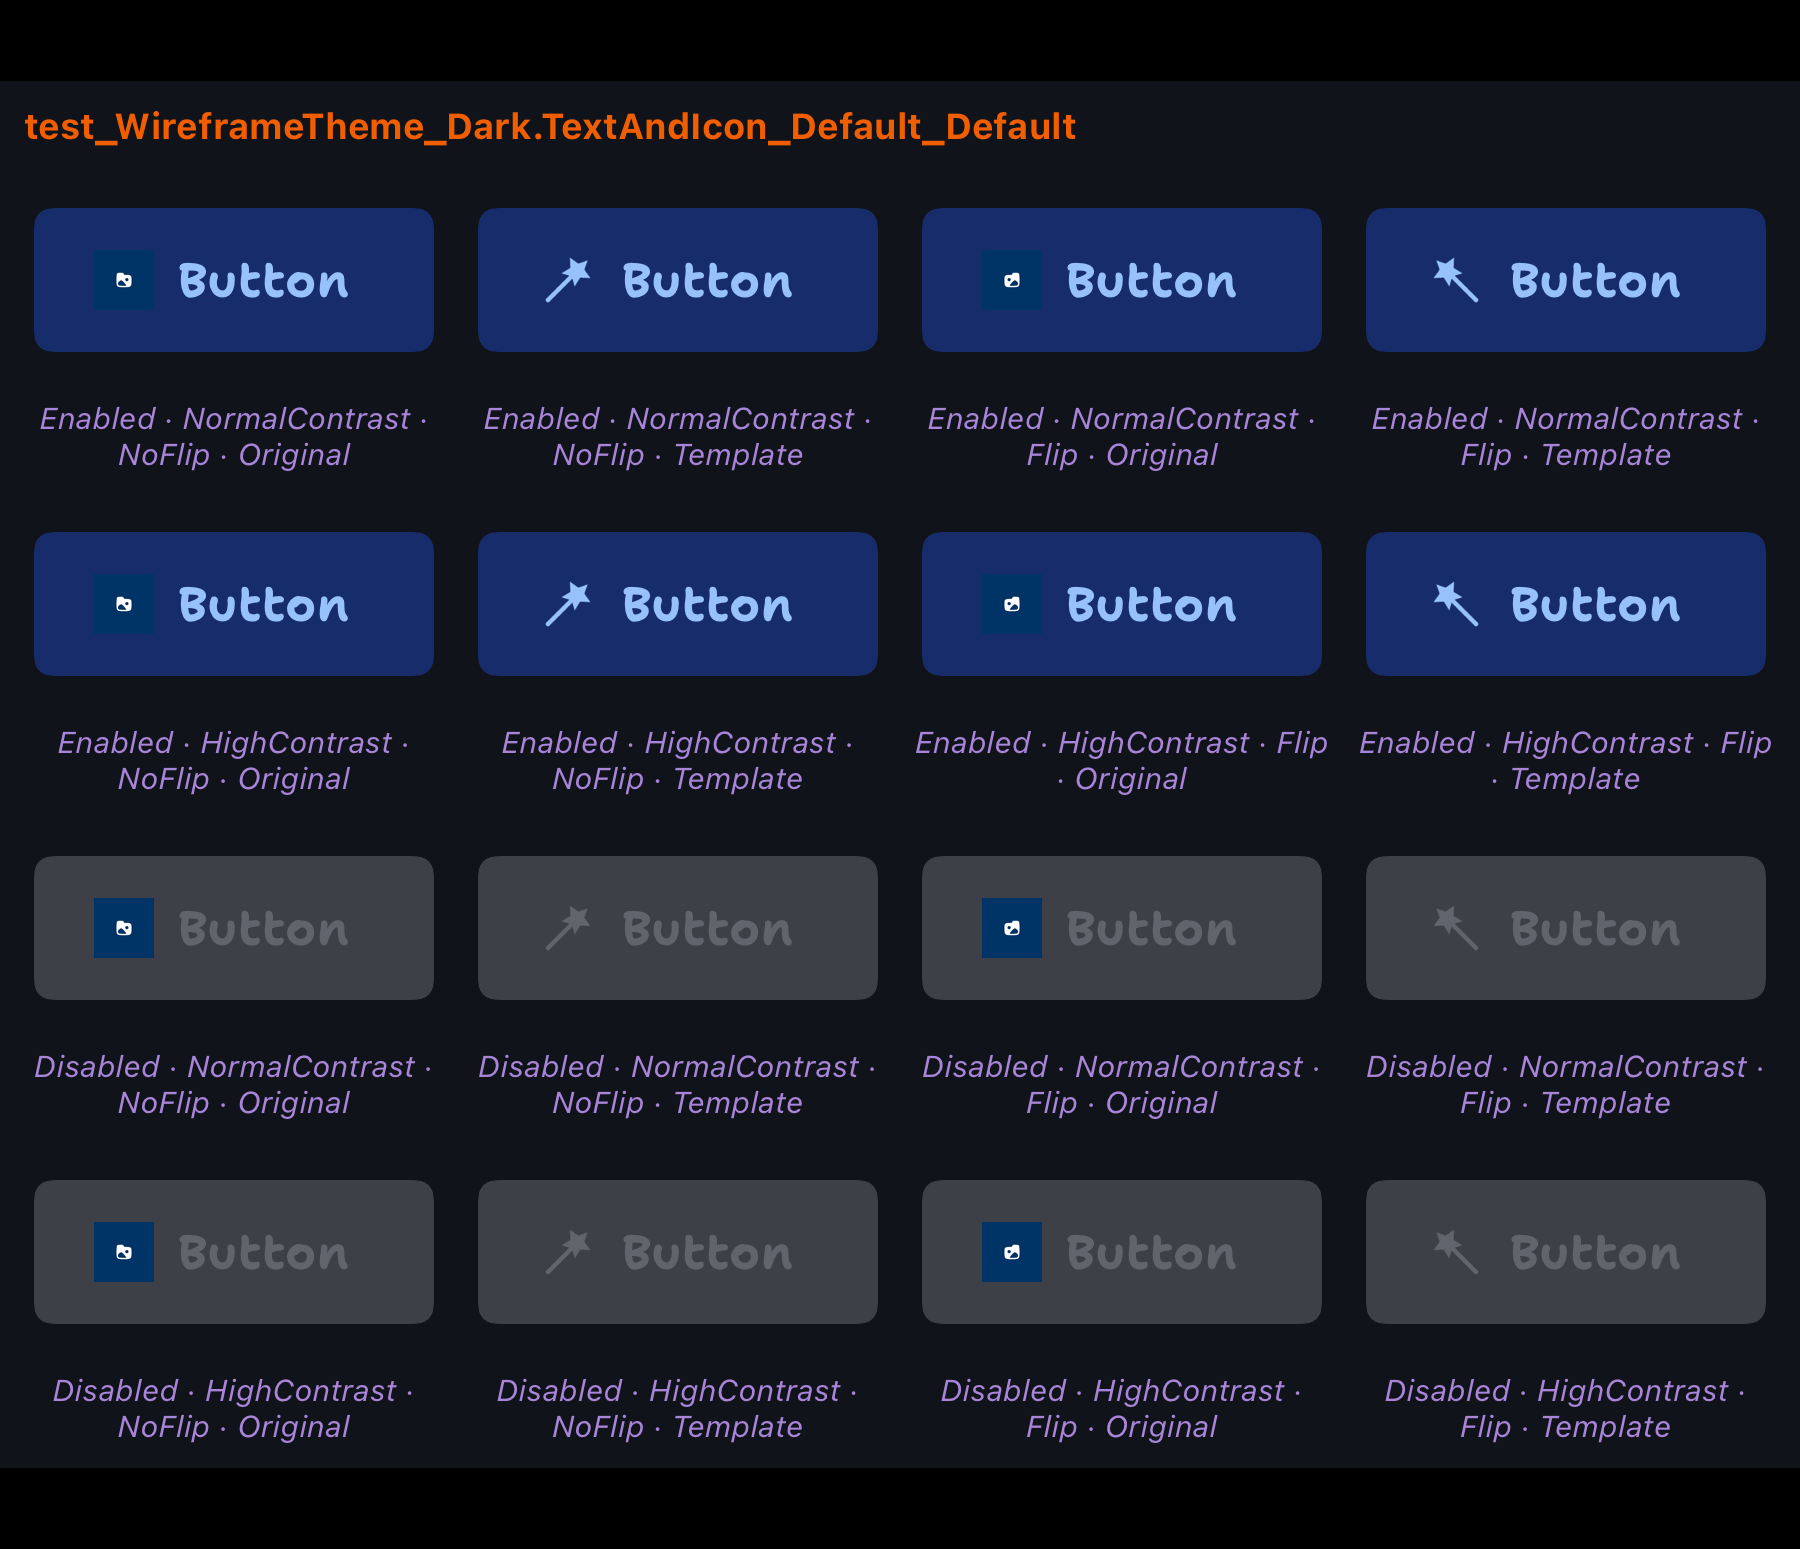 test_WireframeTheme_Dark.TextAndIcon_Default_Default
Button Button Button Button
Enabled · NormalContrast · Enabled · NormalContrast · Enabled · NormalContrast · Enabled · NormalContrast ·
NoFlip · Original NoFlip · Template Flip · Original Flip · Template
Button Button Button Button
Enabled · HighContrast · Enabled · HighContrast · Enabled · HighContrast · Flip Enabled · HighContrast · Flip
NoFlip · Original NoFlip · Template · Original · Template
Button Button Button Button
Disabled · NormalContrast · Disabled · NormalContrast · Disabled · NormalContrast · Disabled · NormalContrast ·
NoFlip · Original NoFlip · Template Flip · Original Flip · Template
Button Button Button Button
Disabled · HighContrast · Disabled · HighContrast · Disabled · HighContrast · Disabled · HighContrast ·
NoFlip · Original NoFlip · Template Flip · Original Flip · Template